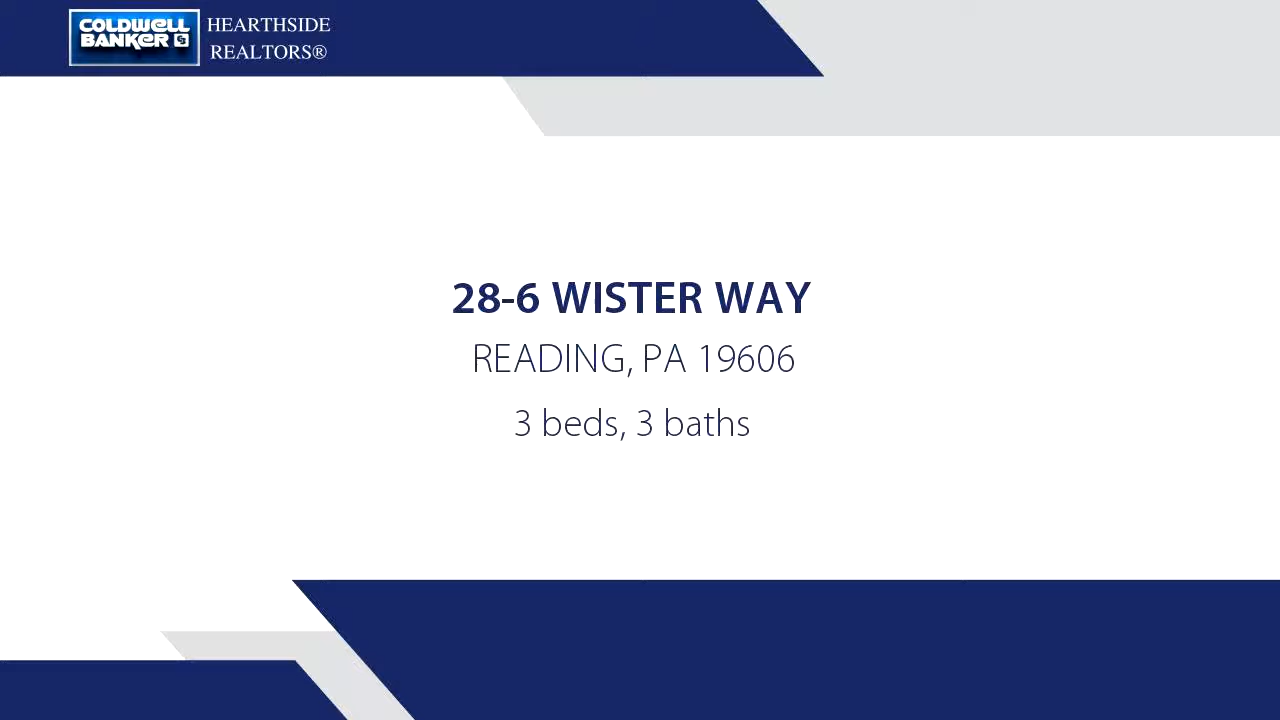 COLDWELL
BANKER
HEARTHSIDE
REALTORS®
28-6 WISTER WAY
READING, PA 19606
3 beds, 3 baths